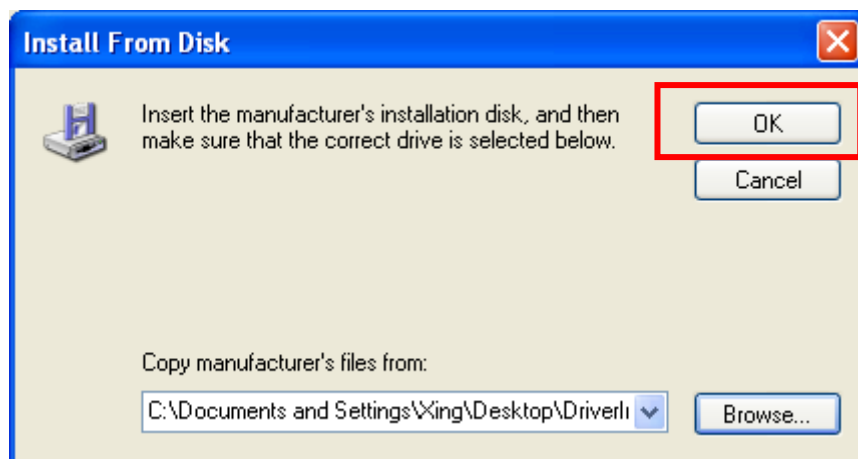 Install From Disk
Insert the manufacturer's installation disk, and then
make sure that the correct drive is selected below.
OK
Cancel
Copy manufacturer's files from:
C:\Documents and Settings\Xing\Desktop\
Browse...